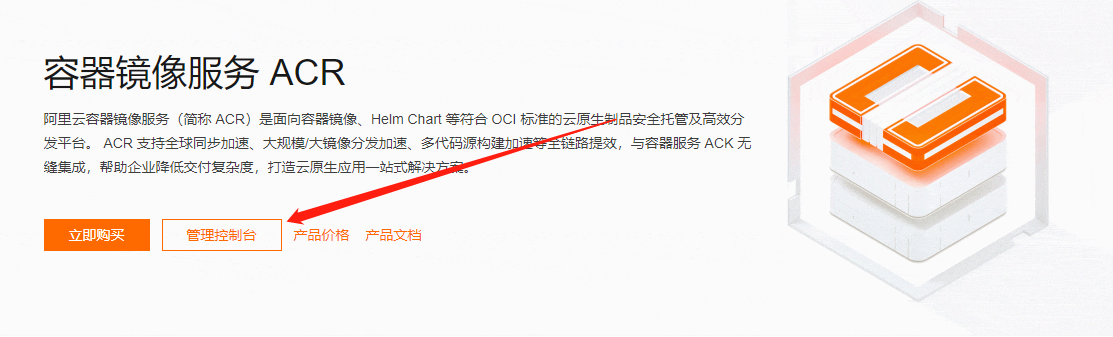 容器镜像服务 ACR
阿里云容器镜像服务（简称 ACR）是面向容器镜像、Helm Chart 等符合 OCI 标准的云原生制品安全托管及高效分
发平台。 ACR 支持全球同步加速、大规模/大镜像分发加速、多代码源构建加速等全链路提效，与容器服务 ACK 无
缝集成，帮助企业降低交付复杂度，打造云原生应用一站式解决方案。
立即购买 管理控制台 产品价格 产品文档